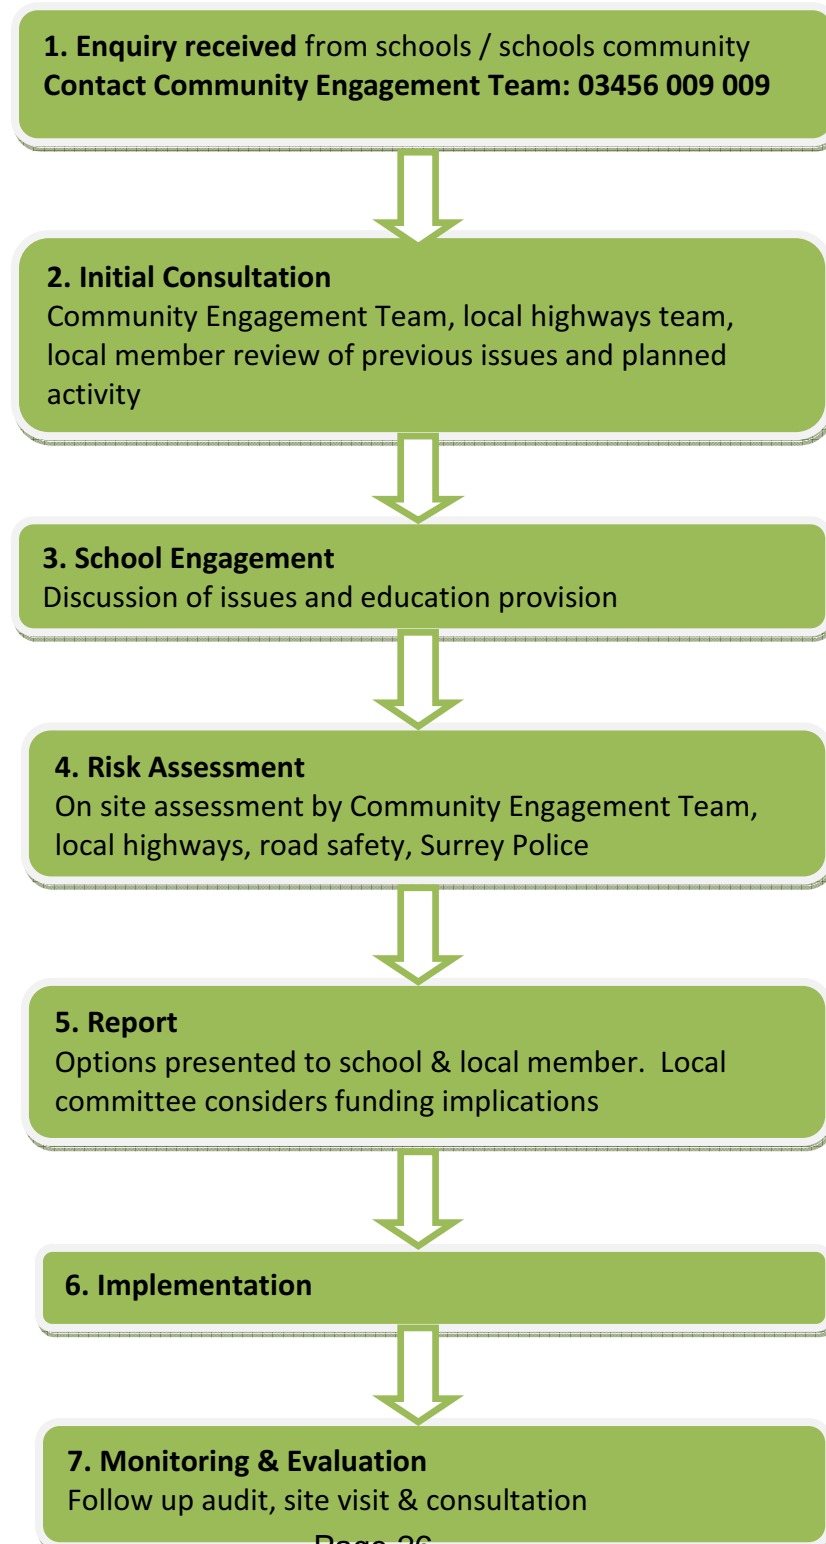 1. Enquiry received from schools / schools community
Contact Community Engagement Team: 03456 009 009
2. Initial Consultation
Community Engagement Team, local highways team,
local member review of previous issues and planned
activity
3. School Engagement
Discussion of issues and education provision
4. Risk Assessment
On site assessment by Community Engagement Team,
local highways, road safety, Surrey Police
5. Report
Options presented to school & local member.  Local
committee considers funding implications
6. Implementation
7. Monitoring & Evaluation
Follow up audit, site visit & consultation
Page 26